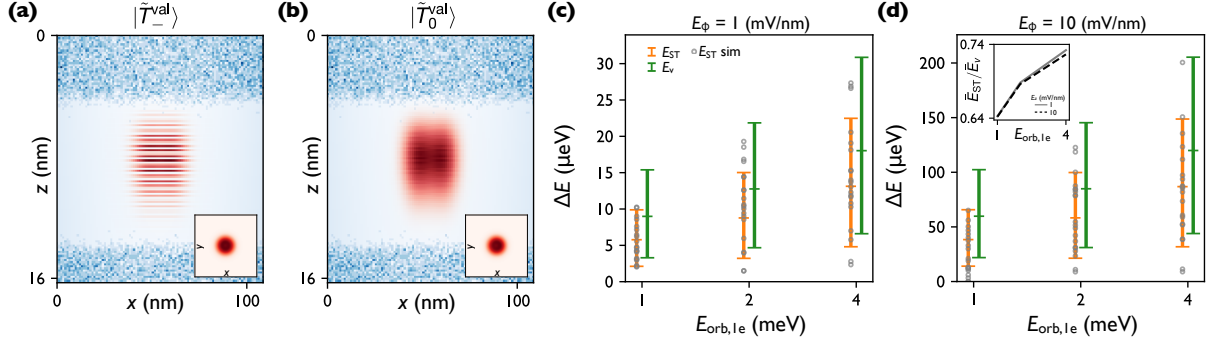 (a)
|T̃₋ᵛᵃˡ⟩
0
z (nm)
16
y
x
0
100
x (nm)
(b)
|T̃₀ᵛᵃˡ⟩
0
z (nm)
16
y
x
0
100
x (nm)
(c)
E_Φ = 1 (mV/nm)
E_ST
E_ST sim
E_v
30
25
20
15
10
5
0
ΔE (μeV)
1
2
4
E_orb,1e (meV)
(d)
E_Φ = 10 (mV/nm)
0.74
0.64
Ē_ST/Ē_v
E_z (mV/nm)
1
10
1
4
E_orb,1e
200
150
100
50
0
ΔE (μeV)
1
2
4
E_orb,1e (meV)